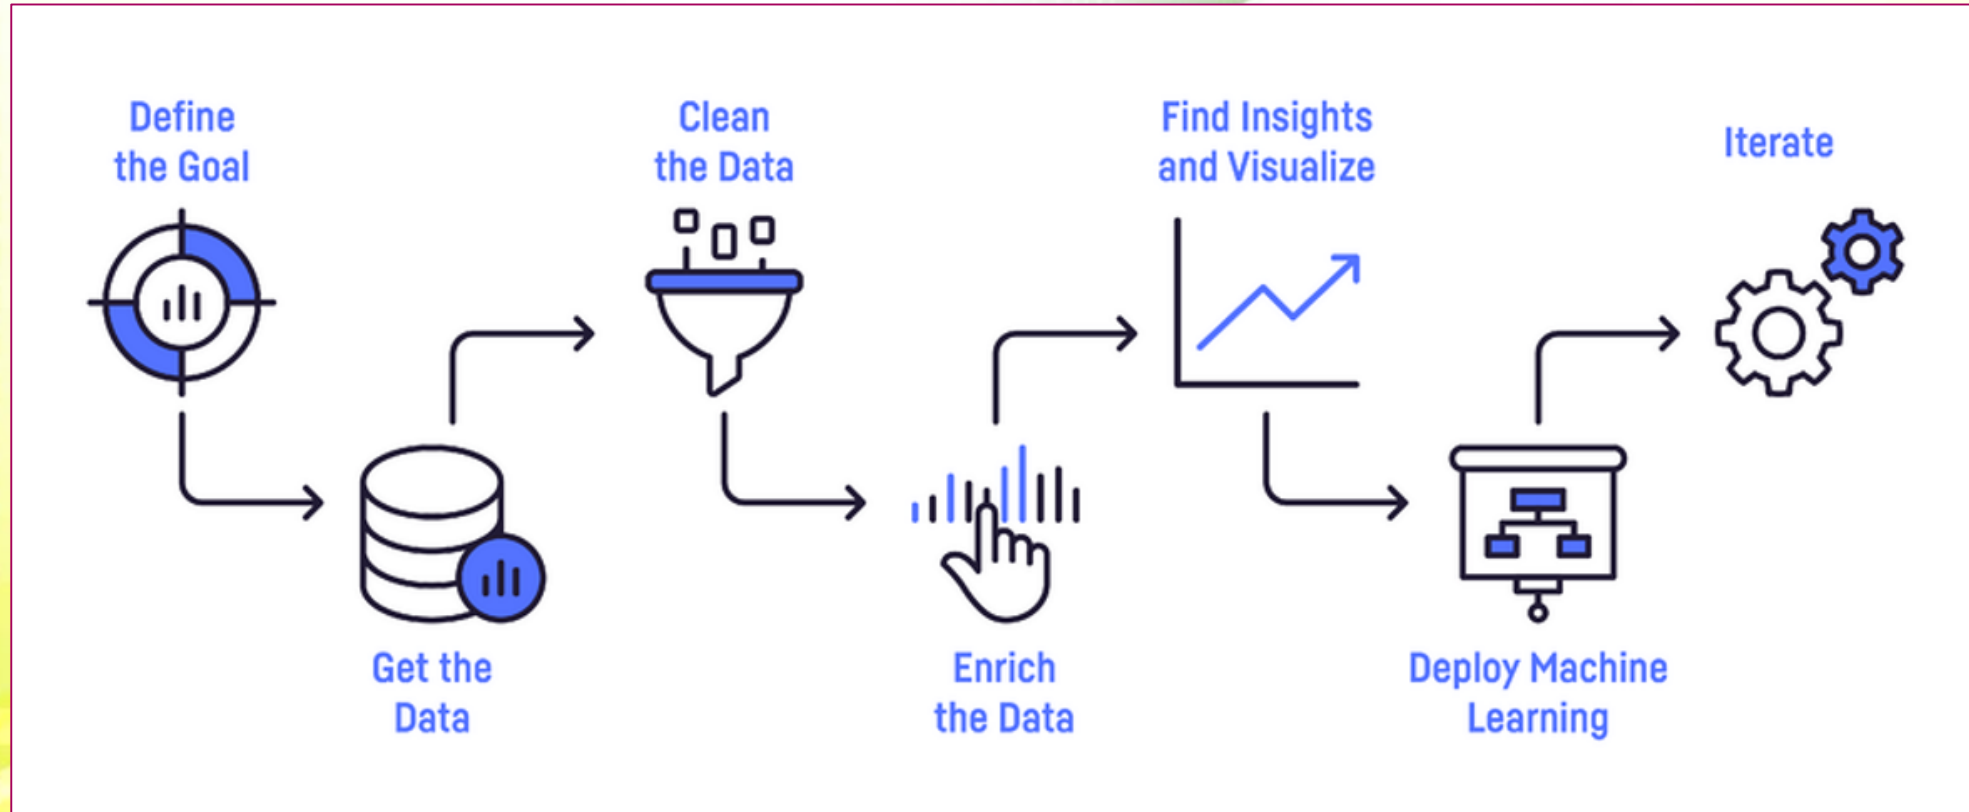 Define
the Goal
Get the
Data
Clean
the Data
Enrich
the Data
Find Insights
and Visualize
Deploy Machine
Learning
Iterate